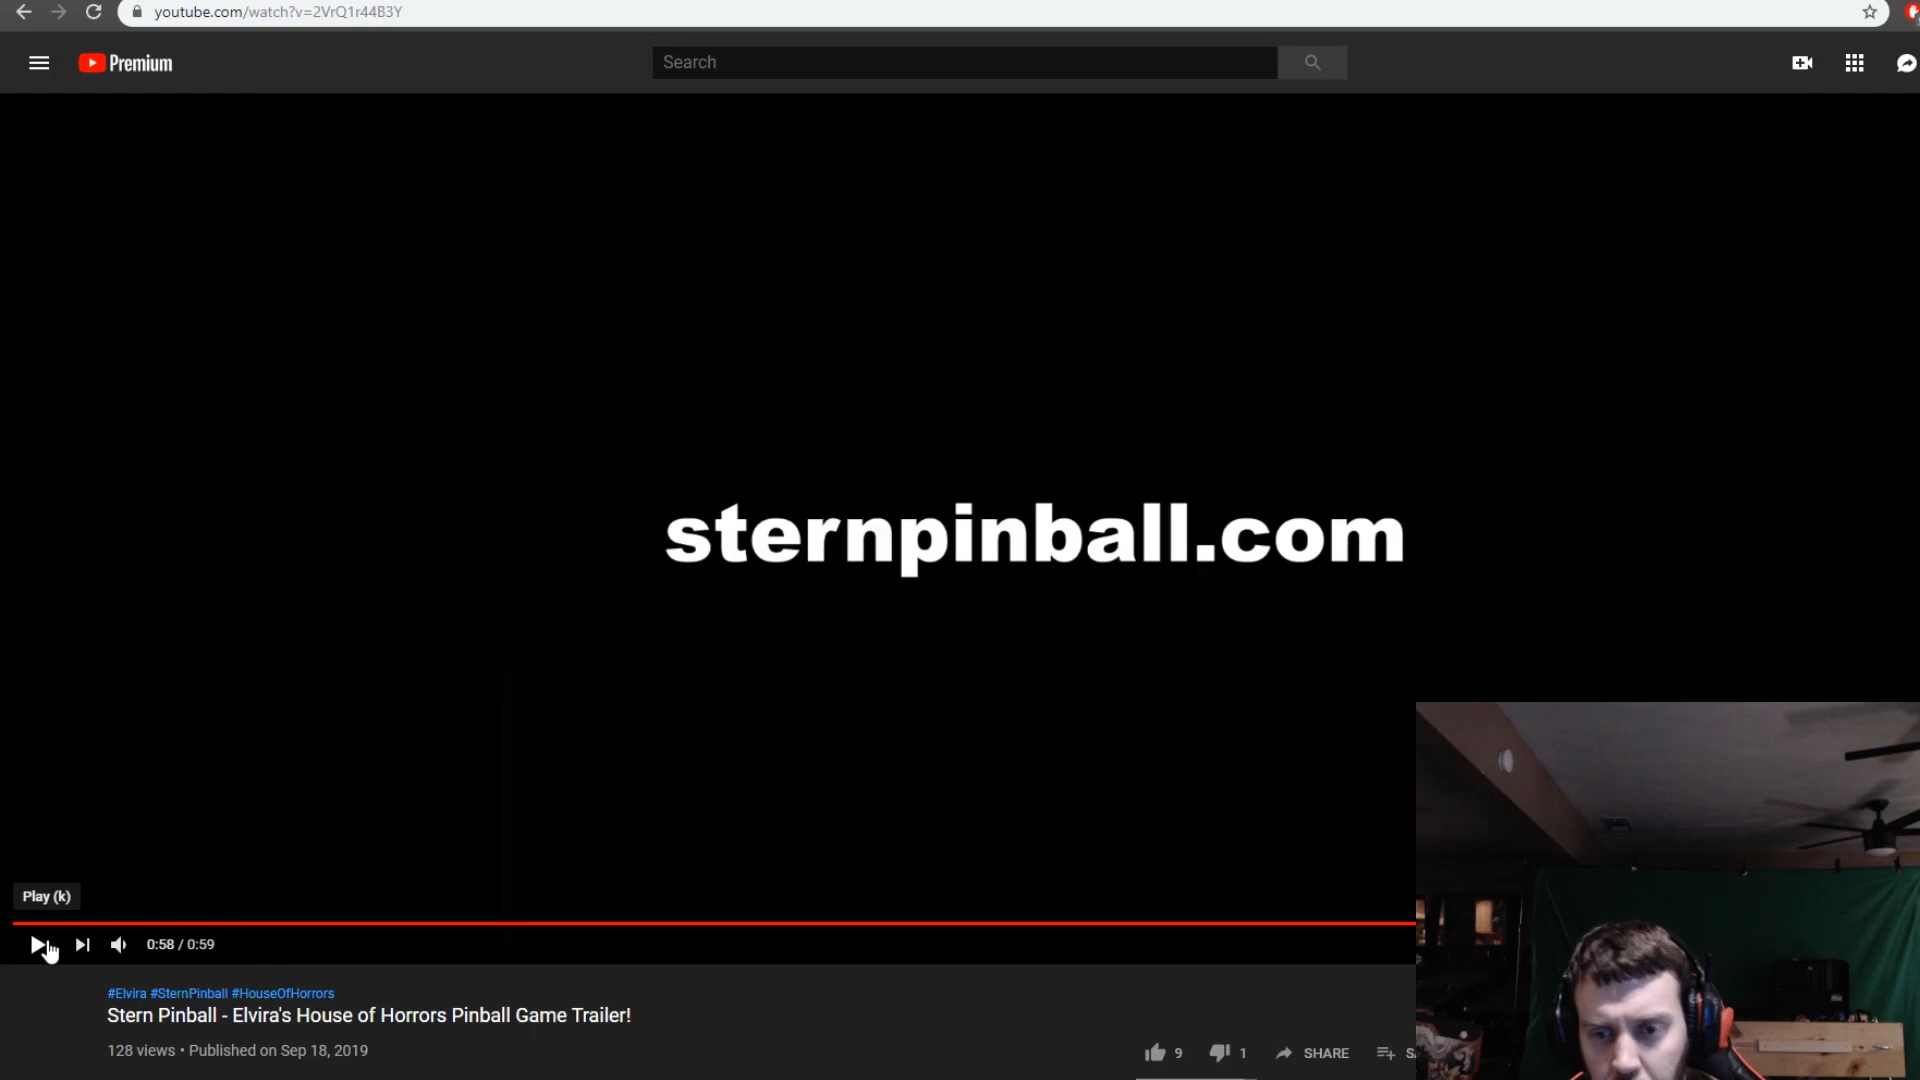 youtube.com/watch?v=2VrQ1r44B3Y
Premium
Search
sternpinball.com
Play (k)
0:58 / 0:59
#Elvira #SternPinball #HouseOfHorrors
Stern Pinball - Elvira's House of Horrors Pinball Game Trailer!
128 views • Published on Sep 18, 2019
9 1 SHARE